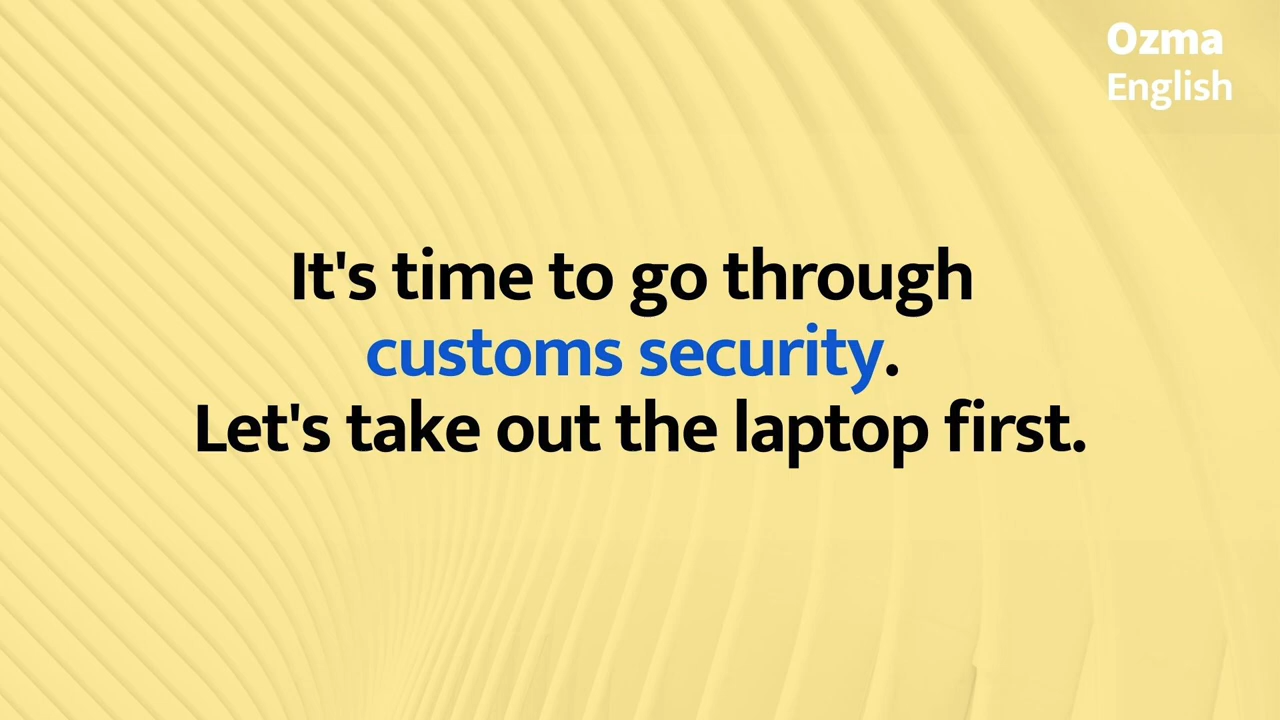 Ozma
English
It's time to go through
customs security.
Let's take out the laptop first.